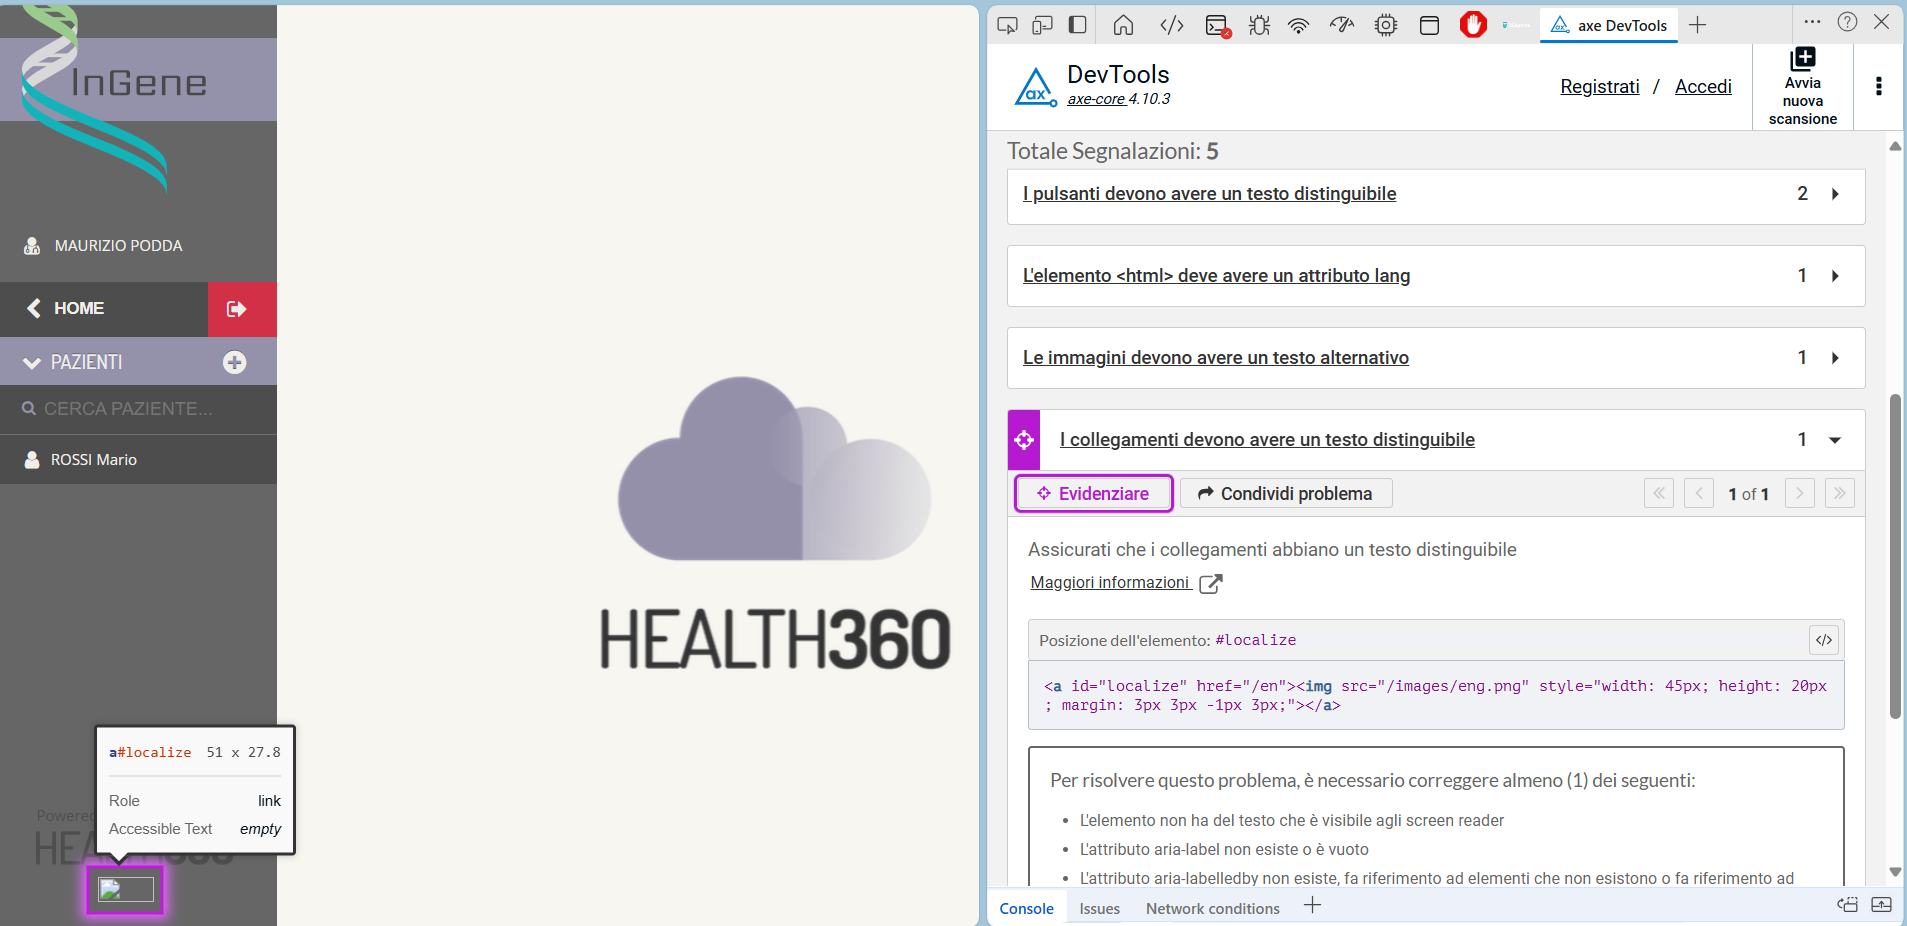 InGene
MAURIZIO PODDA
HOME
PAZIENTI
CERCA PAZIENTE...
ROSSI Mario
HEALTH360
a#localize 51 x 27.8
Role link
Accessible Text empty
axe DevTools
DevTools
axe-core 4.10.3
Registrati / Accedi
Avvia
nuova
scansione
Totale Segnalazioni: 5
I pulsanti devono avere un testo distinguibile 2
L'elemento <html> deve avere un attributo lang 1
Le immagini devono avere un testo alternativo 1
I collegamenti devono avere un testo distinguibile 1
Evidenziare
Condividi problema
1 of 1
Assicurati che i collegamenti abbiano un testo distinguibile
Maggiori informazioni
Posizione dell'elemento: #localize
</>
<a id="localize" href="/en"><img src="/images/eng.png" style="width: 45px; height: 20px
; margin: 3px 3px -1px 3px;"></a>
Per risolvere questo problema, è necessario correggere almeno (1) dei seguenti:
• L'elemento non ha del testo che è visibile agli screen reader
• L'attributo aria-label non esiste o è vuoto
• L'attributo aria-labelledby non esiste, fa riferimento ad elementi che non esistono o fa riferimento ad
Console
Issues
Network conditions